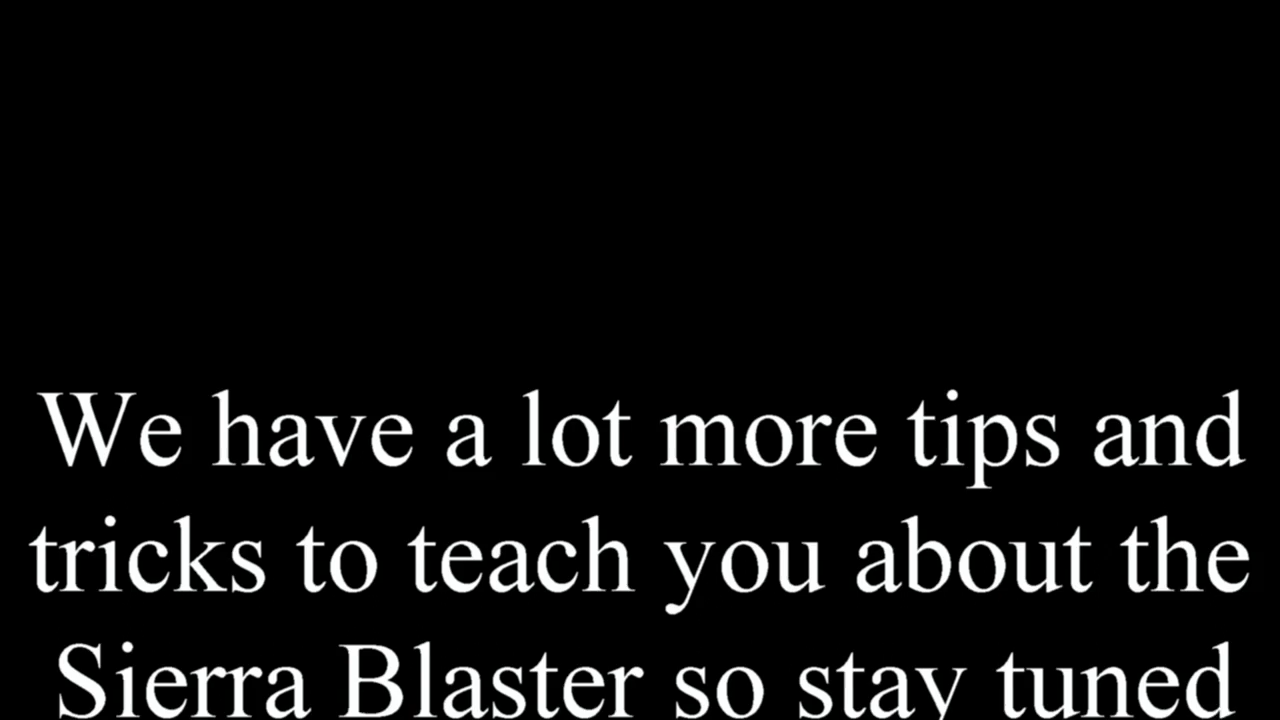 We have a lot more tips and
tricks to teach you about the
Sierra Blaster so stay tuned